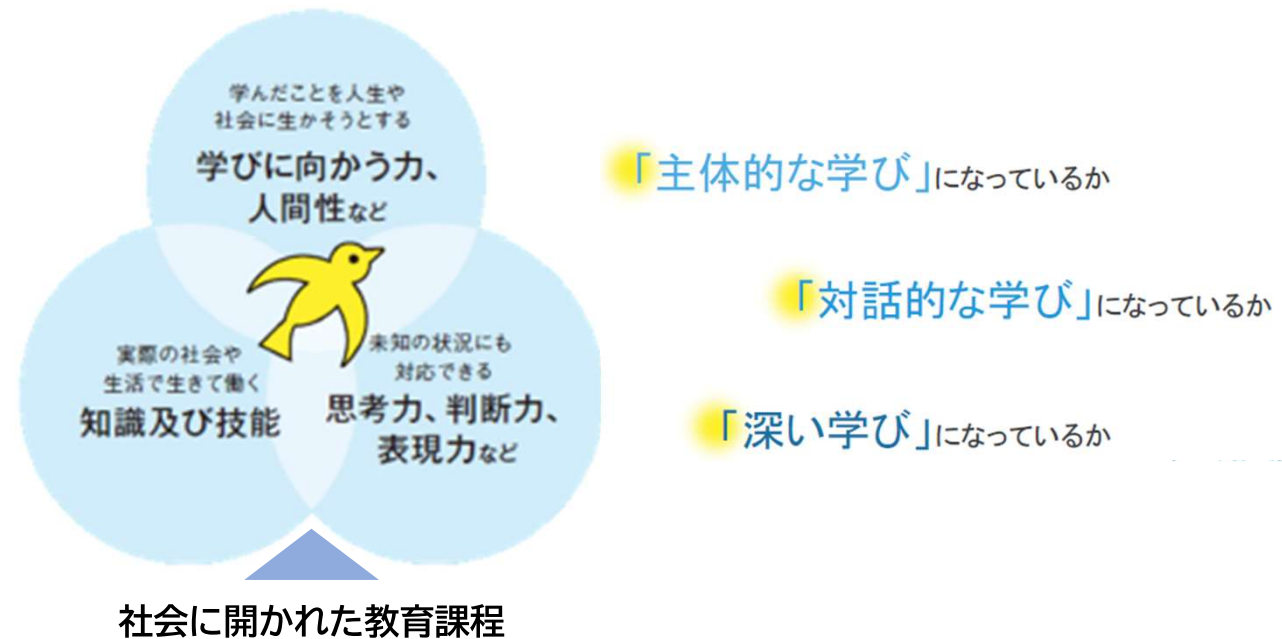 学んだことを人生や
社会に生かそうとする
学びに向かう力、
人間性など
実際の社会や
生活で生きて働く
知識及び技能
未知の状況にも
対応できる
思考力、判断力、
表現力など
社会に開かれた教育課程
「主体的な学び」になっているか
「対話的な学び」になっているか
「深い学び」になっているか